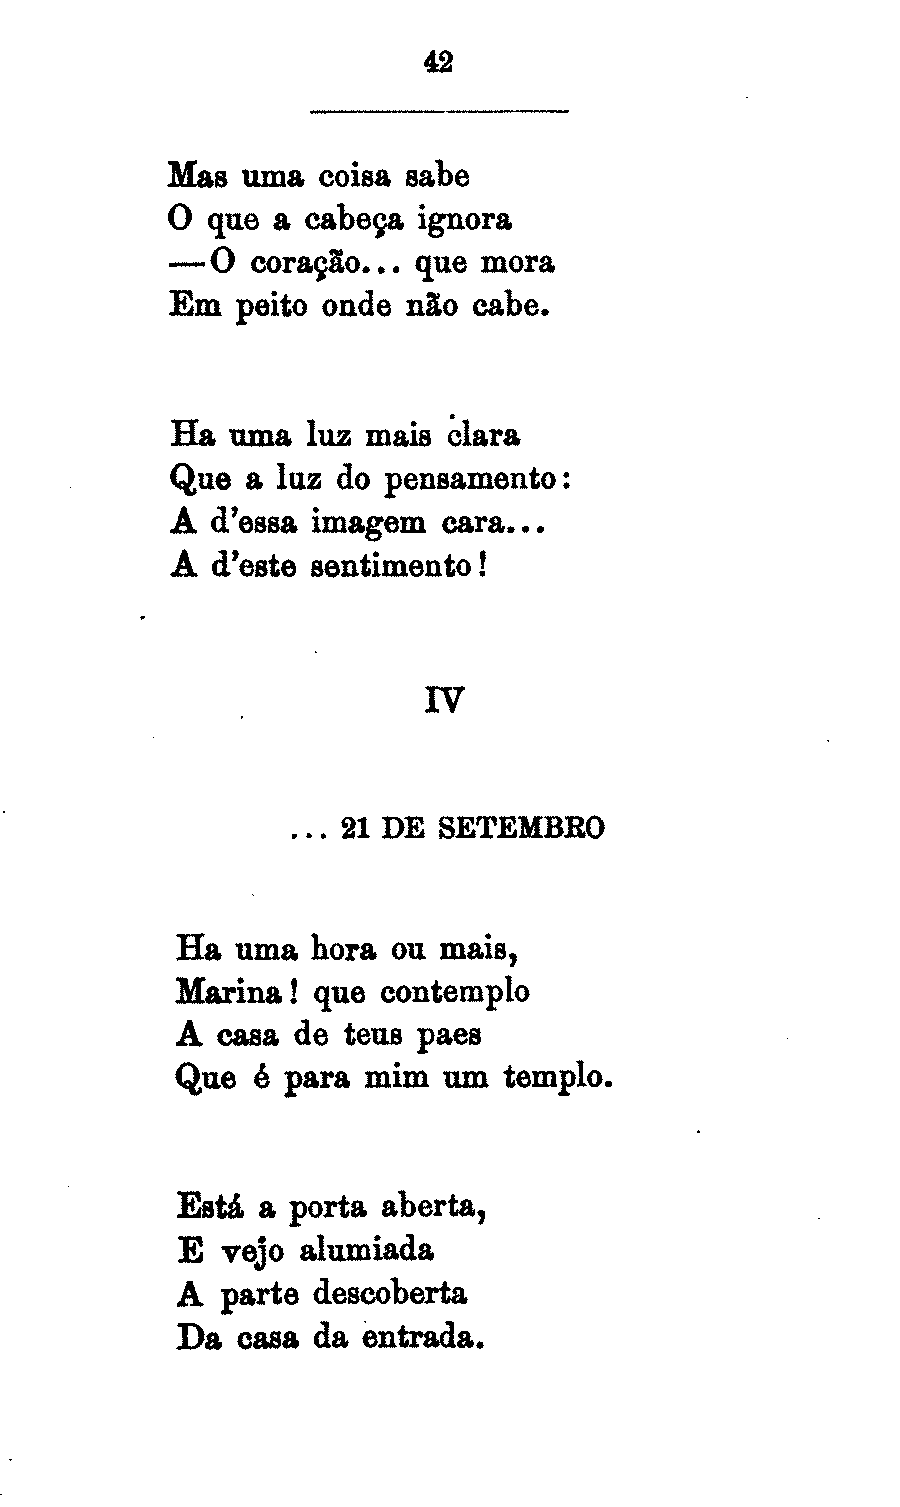 42
Mas uma coisa sabe
O que a cabeça ignora
—O coração... que mora
Em peito onde não cabe.
Ha uma luz mais clara
Que a luz do pensamento:
A d'essa imagem cara...
A d'este sentimento!
IV
... 21 DE SETEMBRO
Ha uma hora ou mais,
Marina! que contemplo
A casa de teus paes
Que é para mim um templo.
Está a porta aberta,
E vejo alumiada
A parte descoberta
Da casa da entrada.